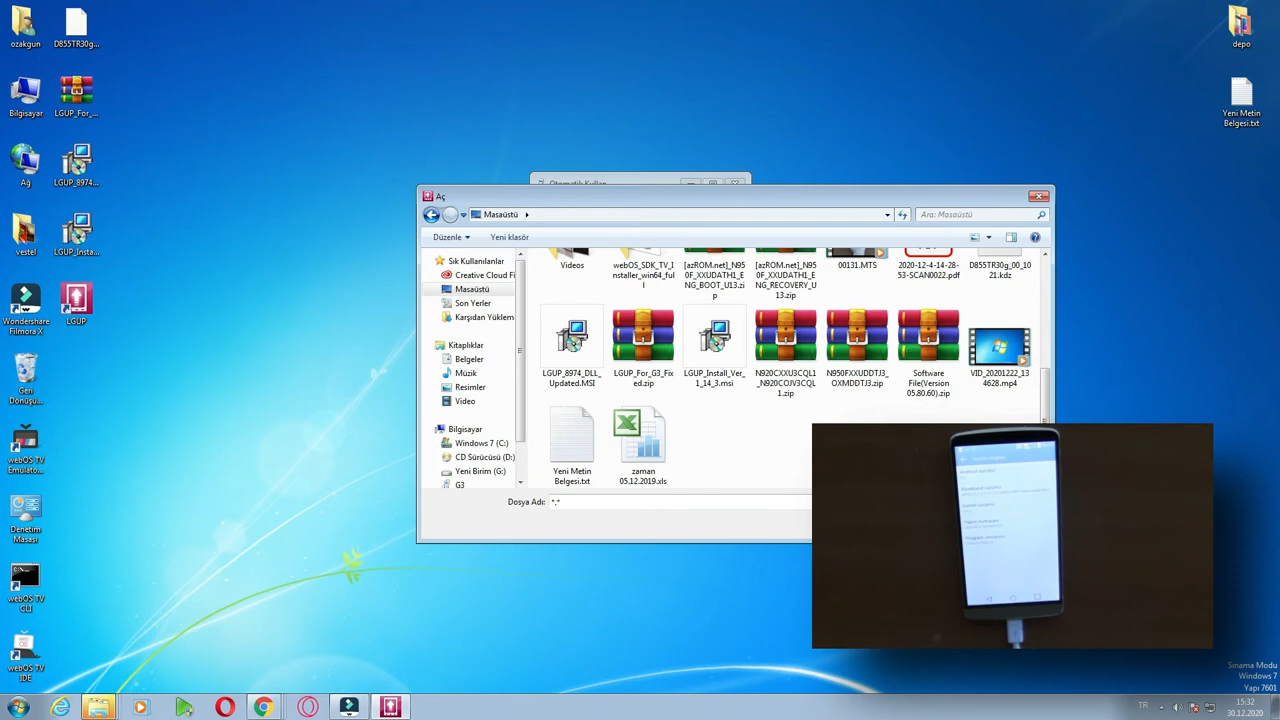 ozakgun
D855TR30g...
Bilgisayar
LGUP_For_...
Ağ
LGUP_8974...
vestel
LGUP_Insta...
Wondershare
Filmora X
LGUP
Geri
Dönüşü...
webOS TV
Emulato...
Denetim
Masası
webOS TV
CLI
webOS TV
IDE
depo
Yeni Metin
Belgesi.txt
Otomatik Kullan
Aç
Masaüstü
Ara: Masaüstü
Düzenle
Yeni klasör
Sık Kullanılanlar
Creative Cloud Fi
Masaüstü
Son Yerler
Karşıdan Yüklem
Kitaplıklar
Belgeler
Müzik
Resimler
Video
Bilgisayar
Windows 7 (C:)
CD Sürücüsü (D:)
Yeni Birim (G:)
G3
Videos
webOS_SDK_TV_I
nstaller_win64_ful
l
[azROM.net]_N95
0F_XXUDATH1_E
NG_BOOT_U13.zi
p
[azROM.net]_N95
0F_XXUDATH1_E
NG_RECOVERY_U
13.zip
00131.MTS
2020-12-4-14-28-
53-SCAN0022.pdf
D855TR30g_00_10
21.kdz
LGUP_8974_DLL_
Updated.MSI
LGUP_For_G3_Fix
ed.zip
LGUP_Install_Ver_
1_14_3.msi
N920CXXU3CQL1
_N920COJV3CQL
1.zip
N950FXXUDDTJ3_
OXMDDTJ3.zip
Software
File(Version
05.80.60).zip
VID_20201222_13
4628.mp4
Yeni Metin
Belgesi.txt
zaman
05.12.2019.xls
Dosya Adı:
*.*
Sınama Modu
Windows 7
Yapı 7601
TR
15:32
30.12.2020